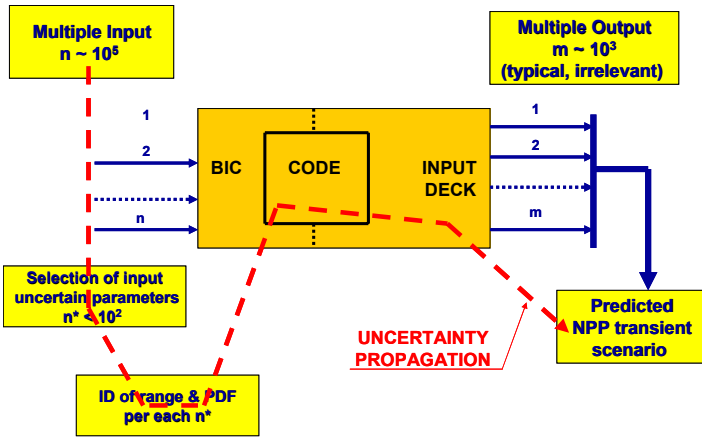 Multiple Input
n ~ 10⁵
Multiple Output
m ~ 10³
(typical, irrelevant)
1
2
n
BIC
CODE
INPUT
DECK
1
2
m
Selection of input
uncertain parameters
n* < 10²
UNCERTAINTY
PROPAGATION
Predicted
NPP transient
scenario
ID of range & PDF
per each n*